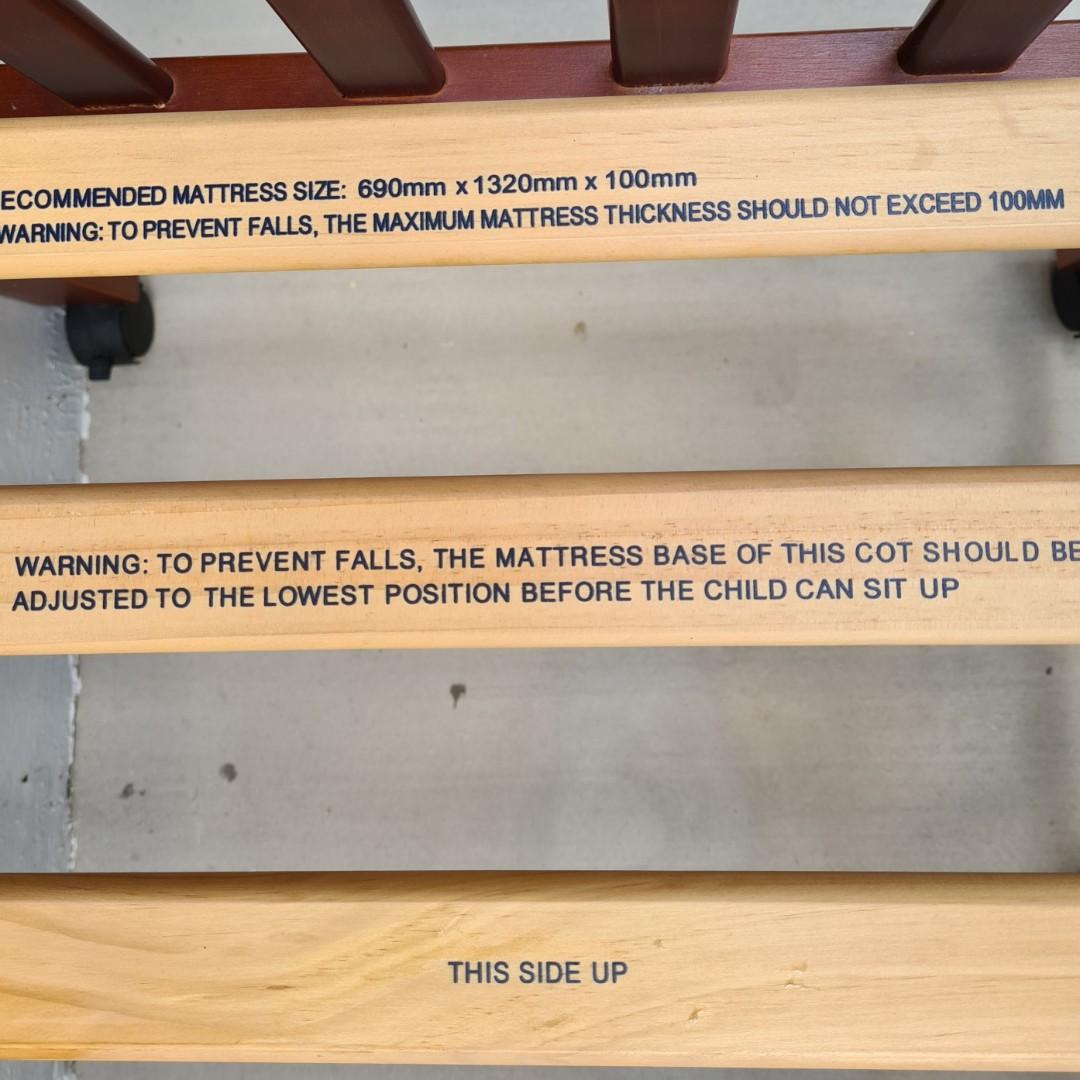 ECOMMENDED MATTRESS SIZE: 690mm x 1320mm x 100mm
WARNING: TO PREVENT FALLS, THE MAXIMUM MATTRESS THICKNESS SHOULD NOT EXCEED 100MM
WARNING: TO PREVENT FALLS, THE MATTRESS BASE OF THIS COT SHOULD BE
ADJUSTED TO THE LOWEST POSITION BEFORE THE CHILD CAN SIT UP
THIS SIDE UP